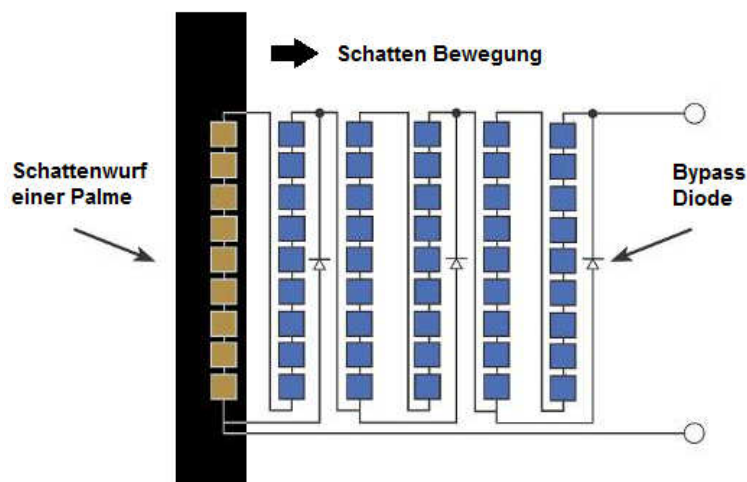 Schatten Bewegung
Schattenwurf
einer Palme
Bypass
Diode